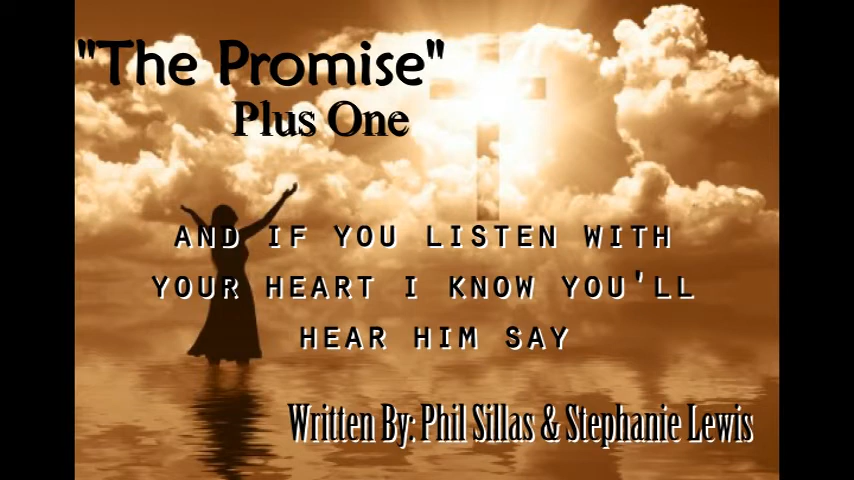 "The Promise"
Plus One
AND IF YOU LISTEN WITH
YOUR HEART I KNOW YOU'LL
HEAR HIM SAY
Written By: Phil Sillas & Stephanie Lewis